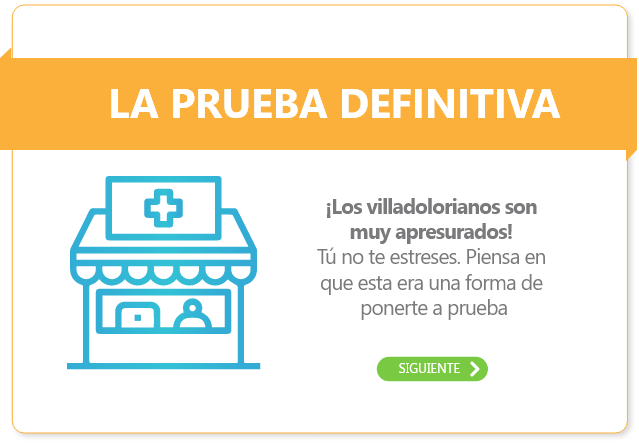 LA PRUEBA DEFINITIVA
¡Los villadolorianos son
muy apresurados!
Tú no te estreses. Piensa en
que esta era una forma de
ponerte a prueba
SIGUIENTE